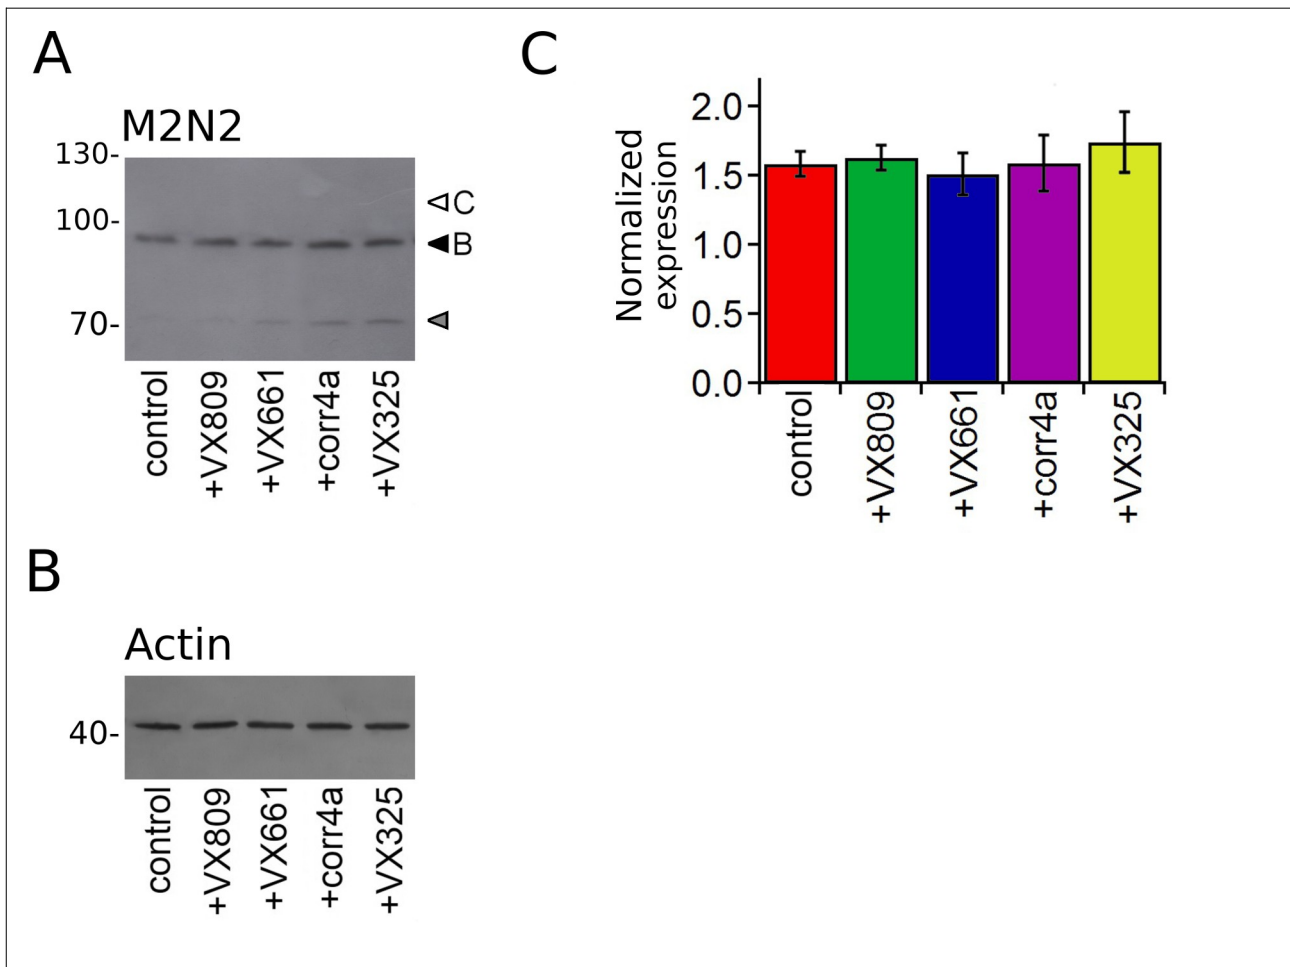 A
M2N2
130-
100-
70-
C
B
control
+VX809
+VX661
+corr4a
+VX325
B
Actin
40-
control
+VX809
+VX661
+corr4a
+VX325
C
Normalized
expression
2.0
1.5
1.0
0.5
0.0
control
+VX809
+VX661
+corr4a
+VX325